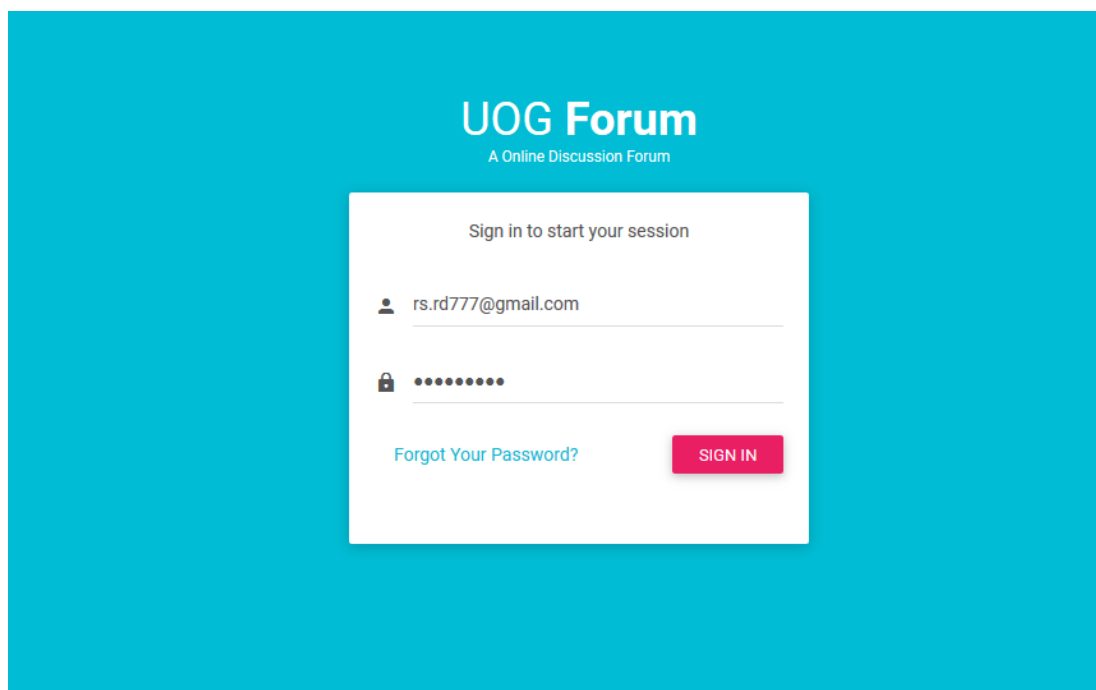 UOG Forum
A Online Discussion Forum
Sign in to start your session
rs.rd777@gmail.com
•••••••••
Forgot Your Password?
SIGN IN